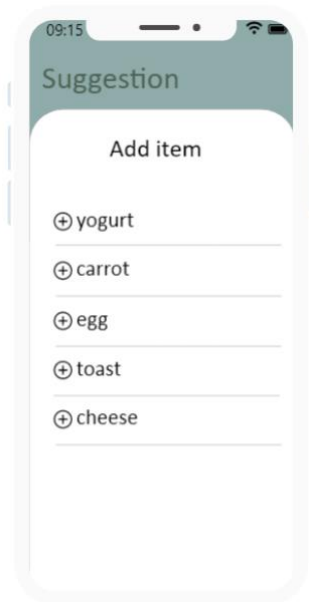 09:15
Suggestion
Add item
yogurt
carrot
egg
toast
cheese